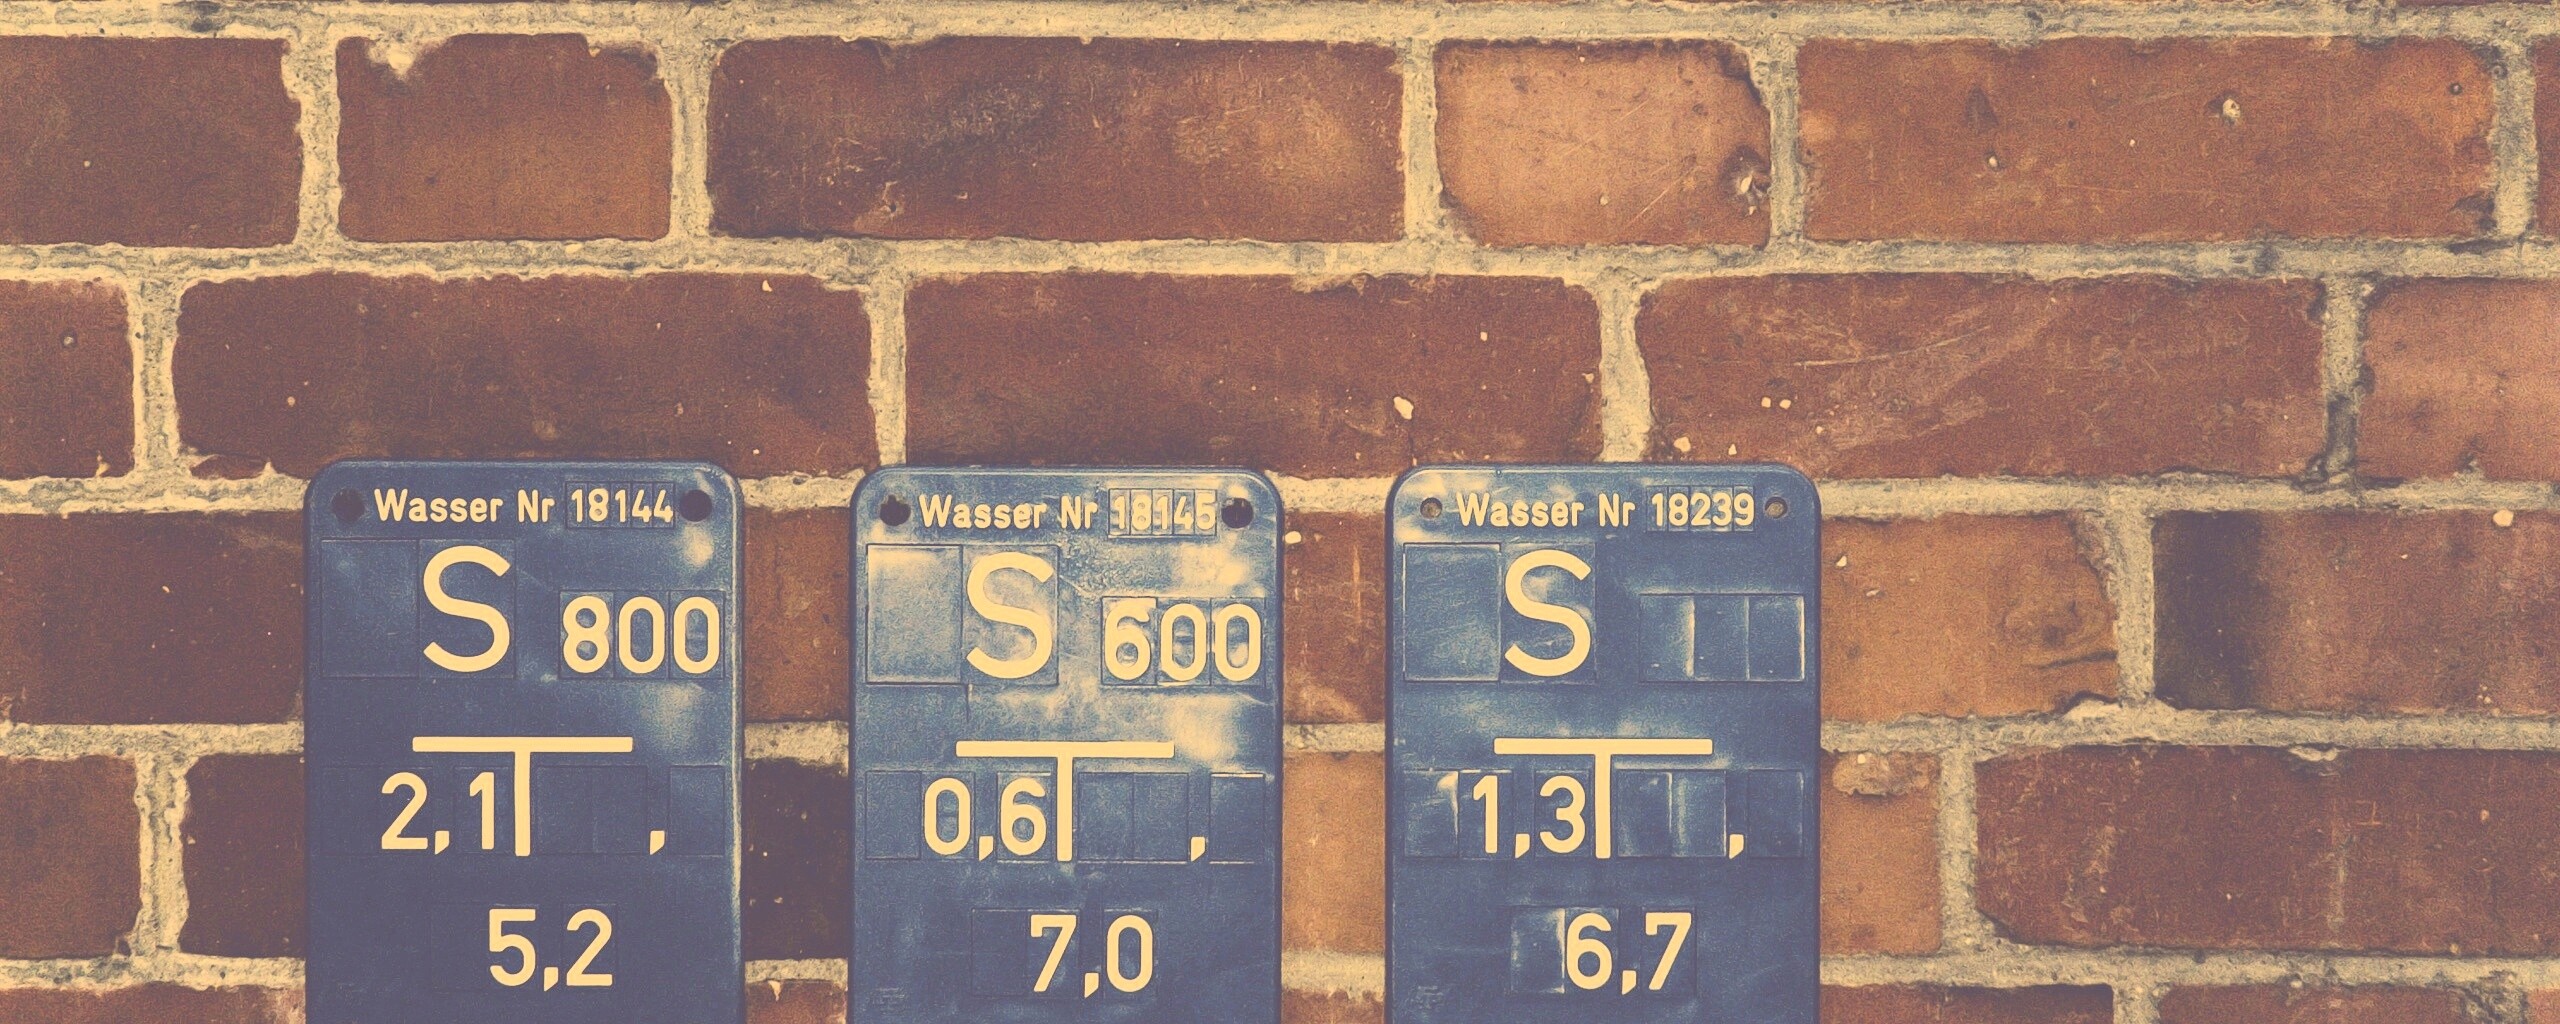 Wasser Nr 18144
S 800
2,1 ,
5,2
Wasser Nr 18145
S 600
0,6 ,
7,0
Wasser Nr 18239
S
1,3 ,
6,7